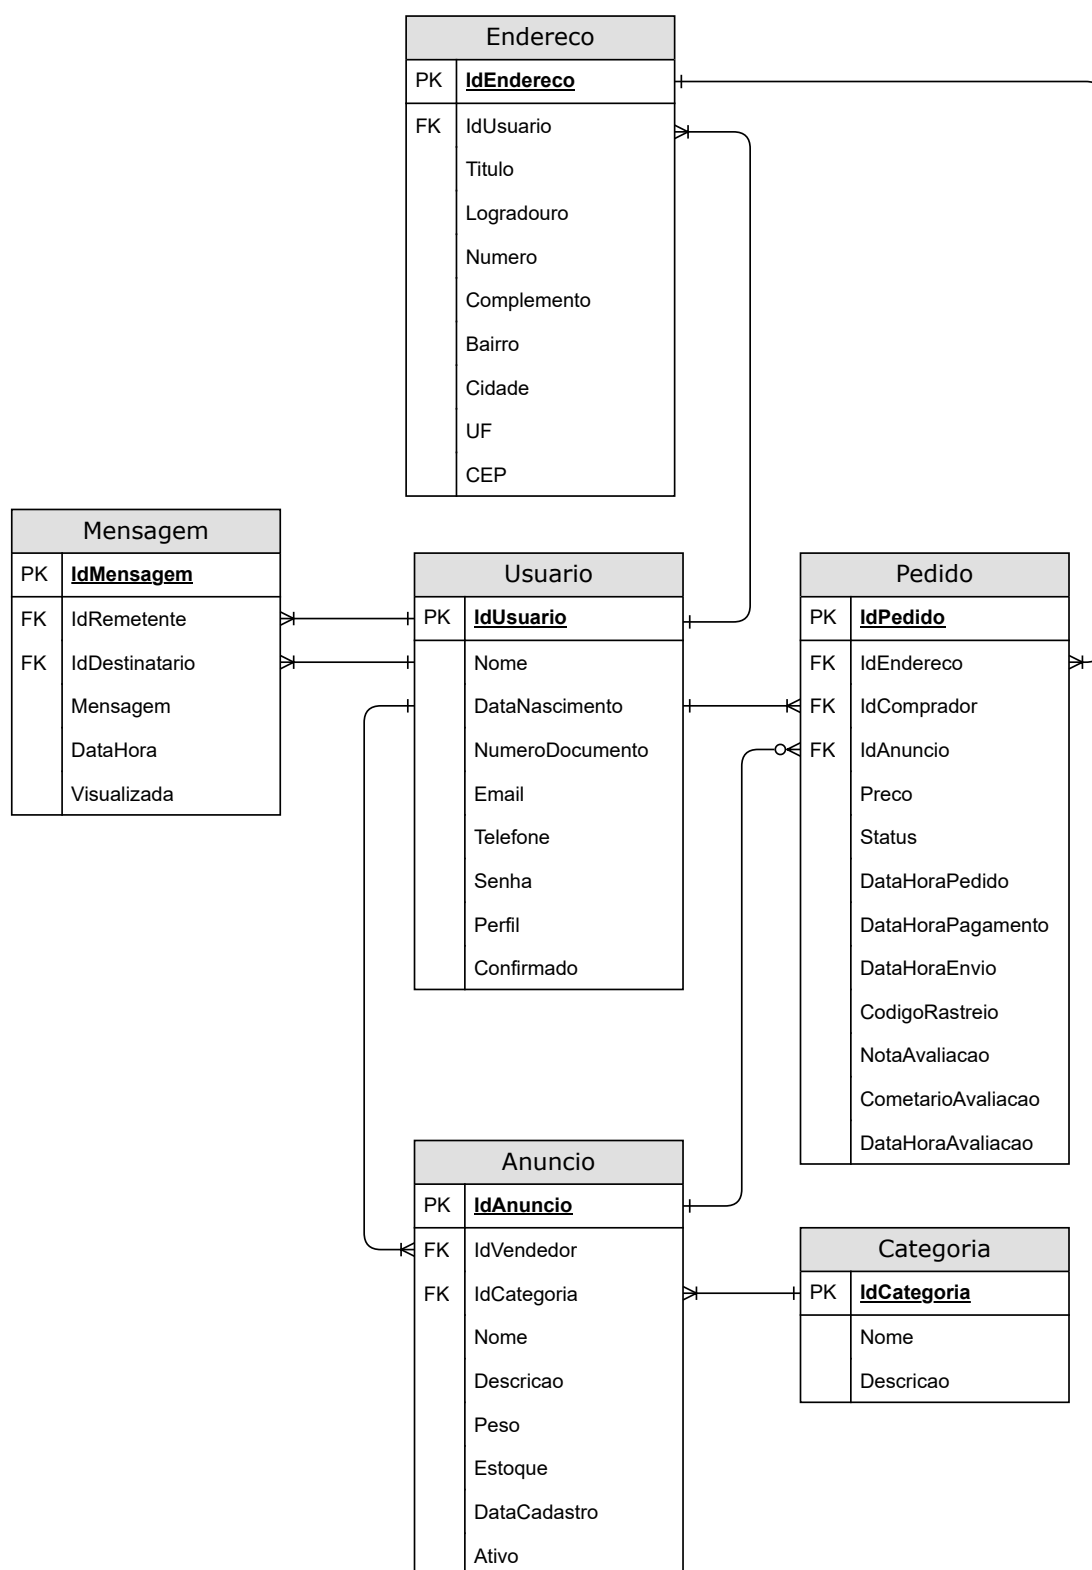 Endereco
PK IdEndereco
FK IdUsuario
Titulo
Logradouro
Numero
Complemento
Bairro
Cidade
UF
CEP
Mensagem
PK IdMensagem
FK IdRemetente
FK IdDestinatario
Mensagem
DataHora
Visualizada
Usuario
PK IdUsuario
Nome
DataNascimento
NumeroDocumento
Email
Telefone
Senha
Perfil
Confirmado
Pedido
PK IdPedido
FK IdEndereco
FK IdComprador
FK IdAnuncio
Preco
Status
DataHoraPedido
DataHoraPagamento
DataHoraEnvio
CodigoRastreio
NotaAvaliacao
CometarioAvaliacao
DataHoraAvaliacao
Anuncio
PK IdAnuncio
FK IdVendedor
FK IdCategoria
Nome
Descricao
Peso
Estoque
DataCadastro
Ativo
Categoria
PK IdCategoria
Nome
Descricao